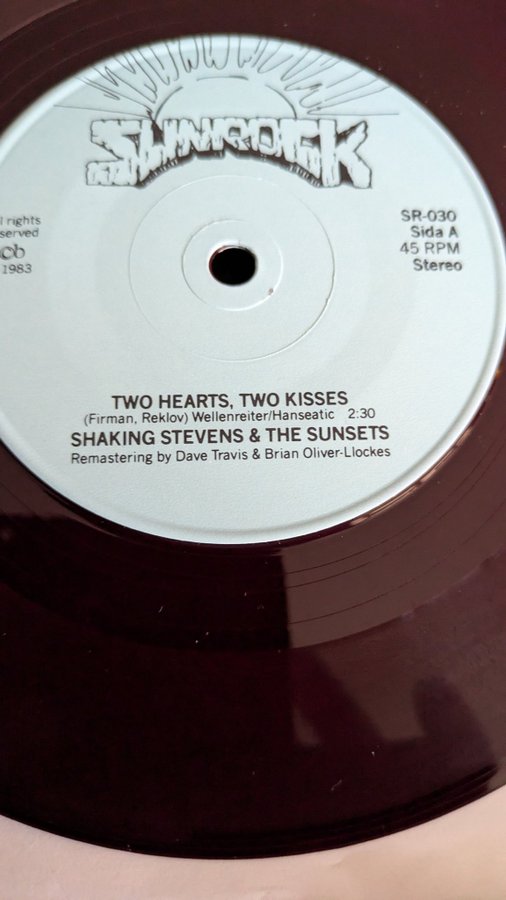 SUNROCK
l rights
served
ncb
1983
SR-030
Sida A
45 RPM
Stereo
TWO HEARTS, TWO KISSES
(Firman, Reklov) Wellenreiter/Hanseatic 2:30
SHAKING STEVENS & THE SUNSETS
Remastering by Dave Travis & Brian Oliver-Llockes